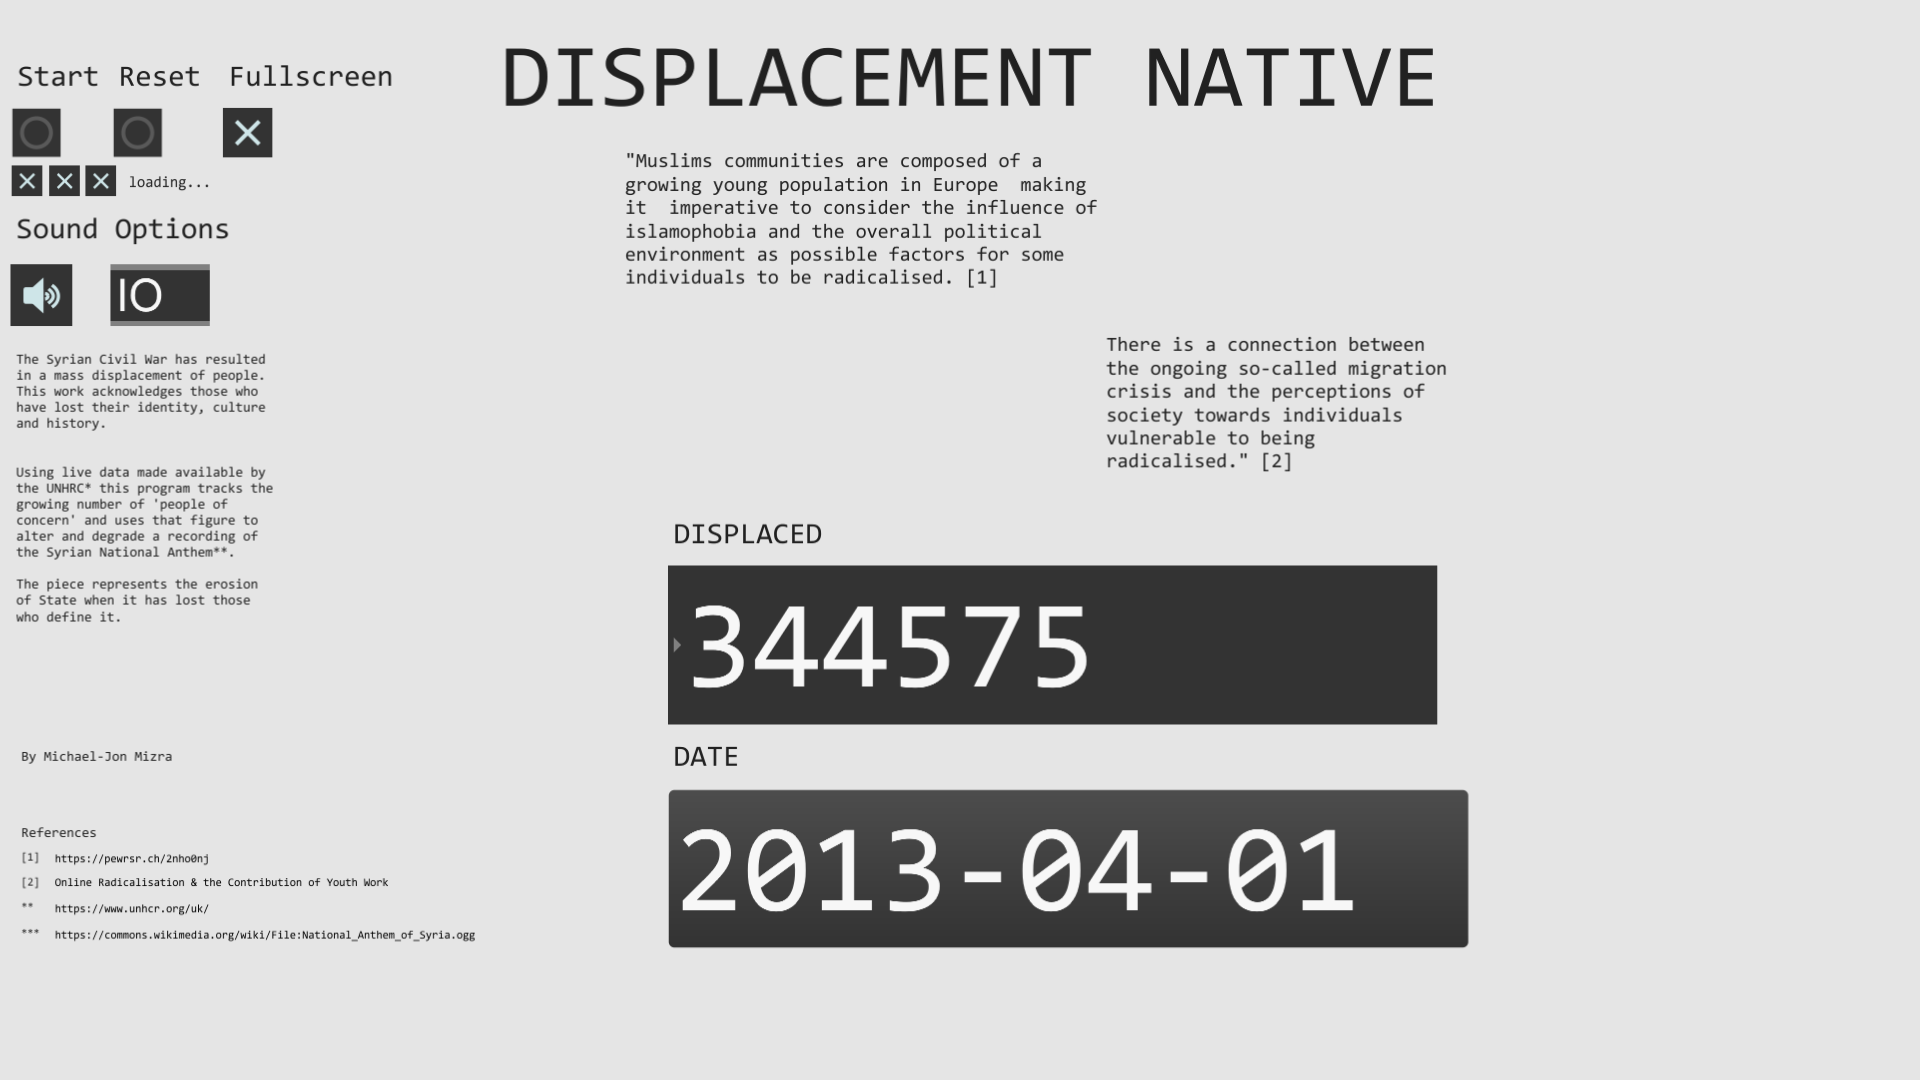 DISPLACEMENT NATIVE
Start Reset Fullscreen
loading...
Sound Options
IO
The Syrian Civil War has resulted
in a mass displacement of people.
This work acknowledges those who
have lost their identity, culture
and history.
Using live data made available by
the UNHRC* this program tracks the
growing number of 'people of
concern' and uses that figure to
alter and degrade a recording of
the Syrian National Anthem**.
The piece represents the erosion
of State when it has lost those
who define it.
By Michael-Jon Mizra
References
[1] https://pewrsr.ch/2nho0nj
[2] Online Radicalisation & the Contribution of Youth Work
** https://www.unhcr.org/uk/
*** https://commons.wikimedia.org/wiki/File:National_Anthem_of_Syria.ogg
"Muslims communities are composed of a
growing young population in Europe  making
it  imperative to consider the influence of
islamophobia and the overall political
environment as possible factors for some
individuals to be radicalised. [1]
There is a connection between
the ongoing so-called migration
crisis and the perceptions of
society towards individuals
vulnerable to being
radicalised." [2]
DISPLACED
344575
DATE
2013-04-01